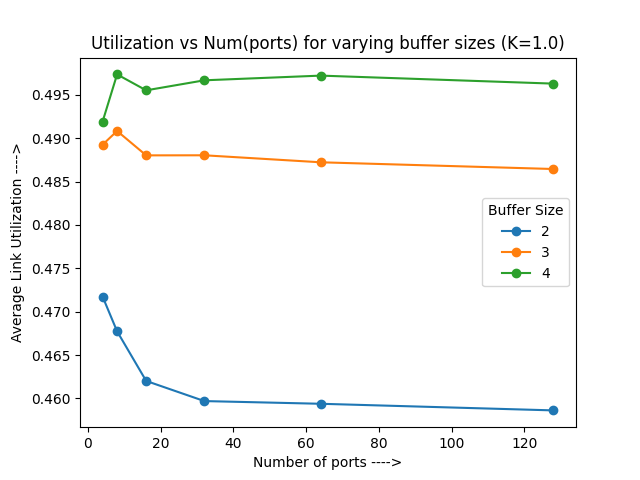 Utilization vs Num(ports) for varying buffer sizes (K=1.0)
Average Link Utilization ---->
0.495
0.490
0.485
0.480
0.475
0.470
0.465
0.460
Buffer Size
2
3
4
0 20 40 60 80 100 120
Number of ports ---->